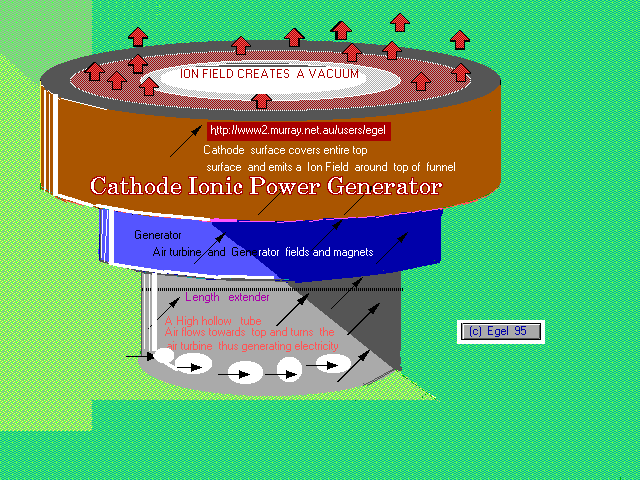 ION FIELD CREATES A VACUUM
http://www2.murray.net.au/users/egel
Cathode surface covers entire top
surface and emits a Ion Field around top of funnel
Cathode Ionic Power Generator
Generator
Air turbine and Generator fields and magnets
Length extender
A High hollow tube
Air flows towards top and turns the
air turbine thus generating electricity
(c) Egel 95